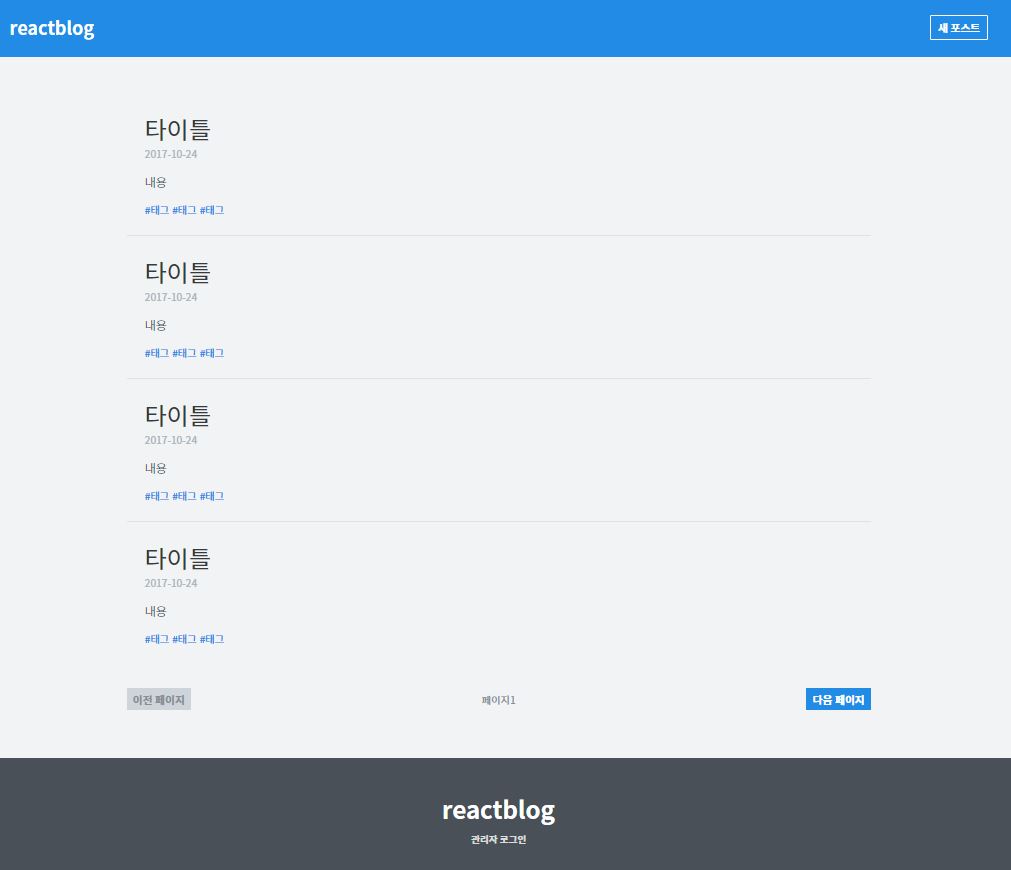 reactblog
새 포스트
타이틀
2017-10-24
내용
#태그 #태그 #태그
타이틀
2017-10-24
내용
#태그 #태그 #태그
타이틀
2017-10-24
내용
#태그 #태그 #태그
타이틀
2017-10-24
내용
#태그 #태그 #태그
이전 페이지
페이지1
다음 페이지
reactblog
관리자 로그인